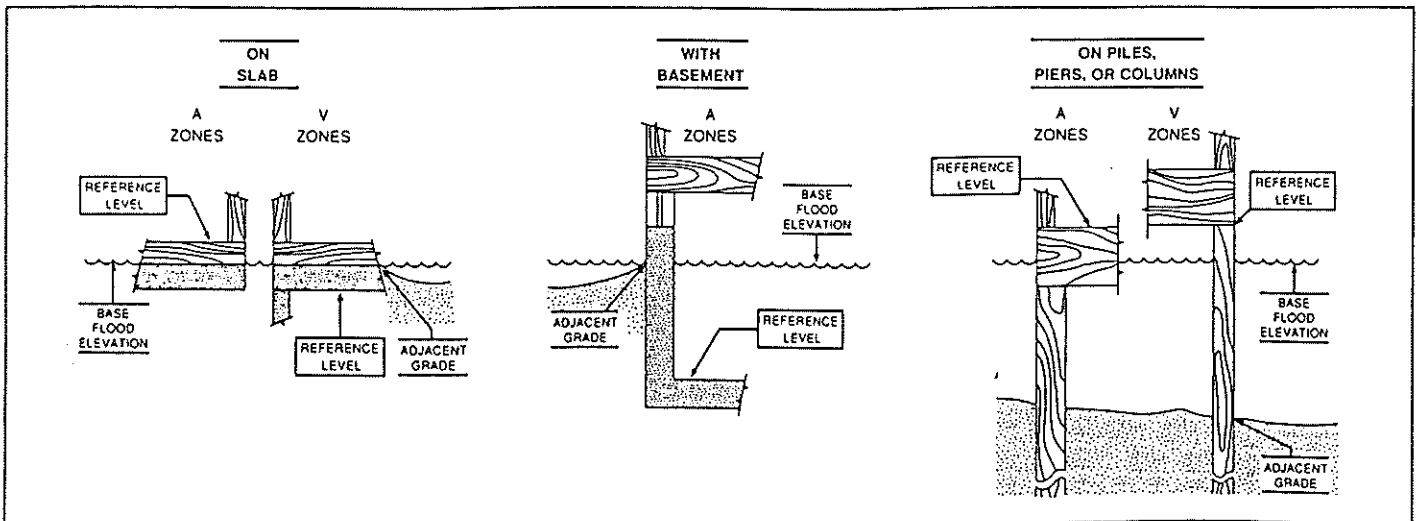 ON
SLAB
A
ZONES
V
ZONES
REFERENCE
LEVEL
BASE
FLOOD
ELEVATION
REFERENCE
LEVEL
ADJACENT
GRADE
WITH
BASEMENT
A
ZONES
BASE
FLOOD
ELEVATION
ADJACENT
GRADE
REFERENCE
LEVEL
ON PILES,
PIERS, OR COLUMNS
A
ZONES
V
ZONES
REFERENCE
LEVEL
REFERENCE
LEVEL
BASE
FLOOD
ELEVATION
ADJACENT
GRADE